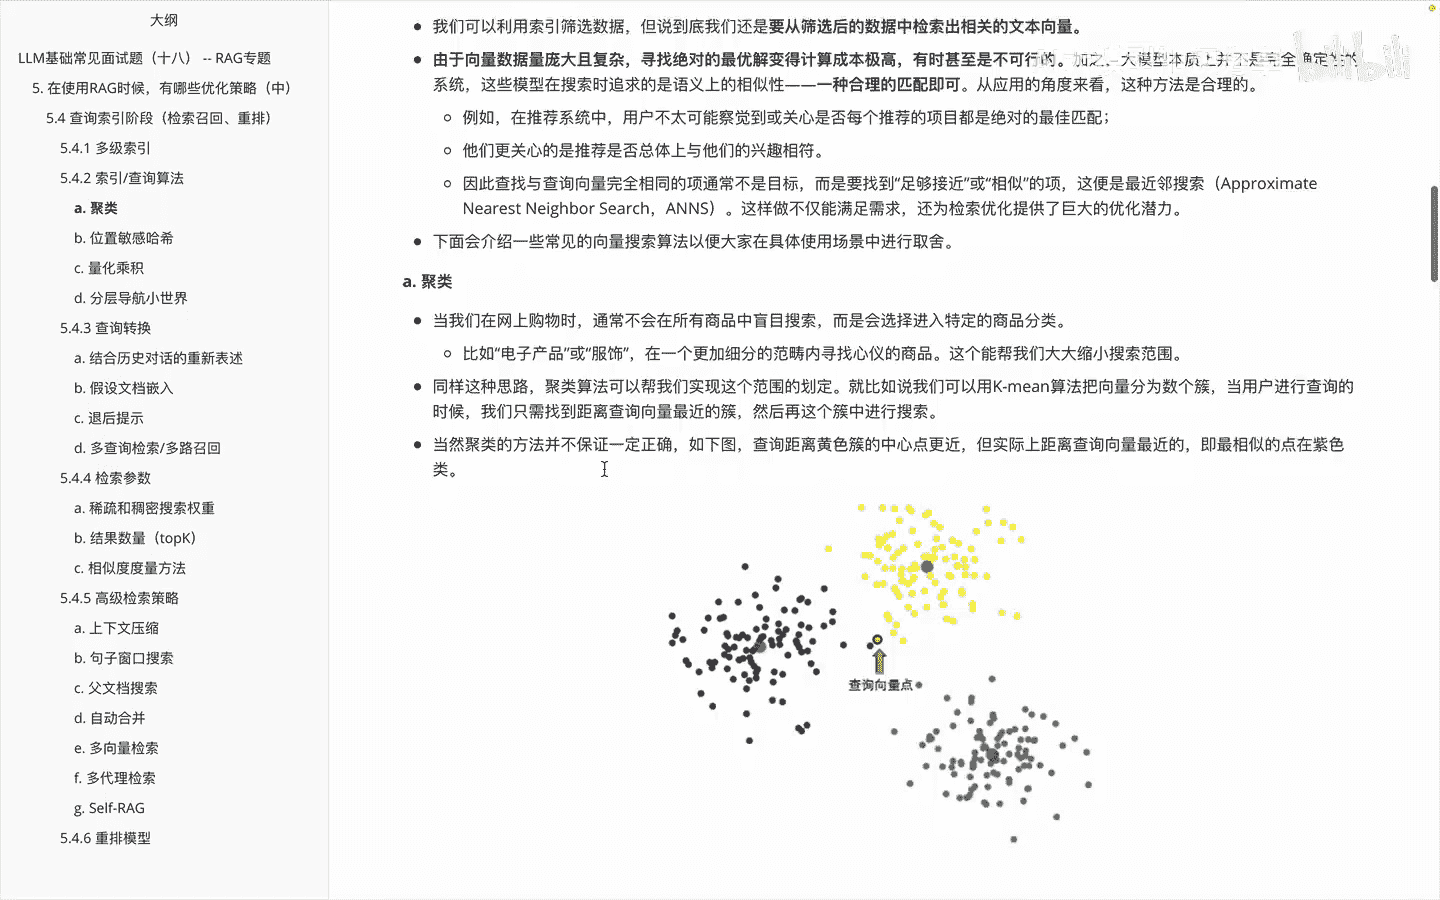 大纲
LLM基础常见面试题（十八） -- RAG专题
5. 在使用RAG时候，有哪些优化策略（中）
5.4 查询索引阶段（检索召回、重排）
5.4.1 多级索引
5.4.2 索引/查询算法
a. 聚类
b. 位置敏感哈希
c. 量化乘积
d. 分层导航小世界
5.4.3 查询转换
a. 结合历史对话的重新表述
b. 假设文档嵌入
c. 退后提示
d. 多查询检索/多路召回
5.4.4 检索参数
a. 稀疏和稠密搜索权重
b. 结果数量（topK）
c. 相似度度量方法
5.4.5 高级检索策略
a. 上下文压缩
b. 句子窗口搜索
c. 父文档搜索
d. 自动合并
e. 多向量检索
f. 多代理检索
g. Self-RAG
5.4.6 重排模型
我们可以利用索引筛选数据，但说到底我们还是要从筛选后的数据中检索出相关的文本向量。
由于向量数据量庞大且复杂，寻找绝对的最优解变得计算成本极高，有时甚至是不可行的。加之，大模型本质上并不是完全确定性的
系统，这些模型在搜索时追求的是语义上的相似性——一种合理的匹配即可。从应用的角度来看，这种方法是合理的。
例如，在推荐系统中，用户不太可能察觉到或关心是否每个推荐的项目都是绝对的最佳匹配；
他们更关心的是推荐是否总体上与他们的兴趣相符。
因此查找与查询向量完全相同的项通常不是目标，而是要找到“足够接近”或“相似”的项，这便是最近邻搜索（Approximate
Nearest Neighbor Search，ANNS）。这样做不仅能满足需求，还为检索优化提供了巨大的优化潜力。
下面会介绍一些常见的向量搜索算法以便大家在具体使用场景中进行取舍。
a. 聚类
当我们在网上购物时，通常不会在所有商品中盲目搜索，而是会选择进入特定的商品分类。
比如“电子产品”或“服饰”，在一个更加细分的范畴内寻找心仪的商品。这个能帮我们大大缩小搜索范围。
同样这种思路，聚类算法可以帮我们实现这个范围的划定。就比如说我们可以用K-mean算法把向量分为数个簇，当用户进行查询的
时候，我们只需找到距离查询向量最近的簇，然后再这个簇中进行搜索。
当然聚类的方法并不保证一定正确，如下图，查询距离黄色簇的中心点更近，但实际上距离查询向量最近的，即最相似的点在紫色
类。
查询向量点